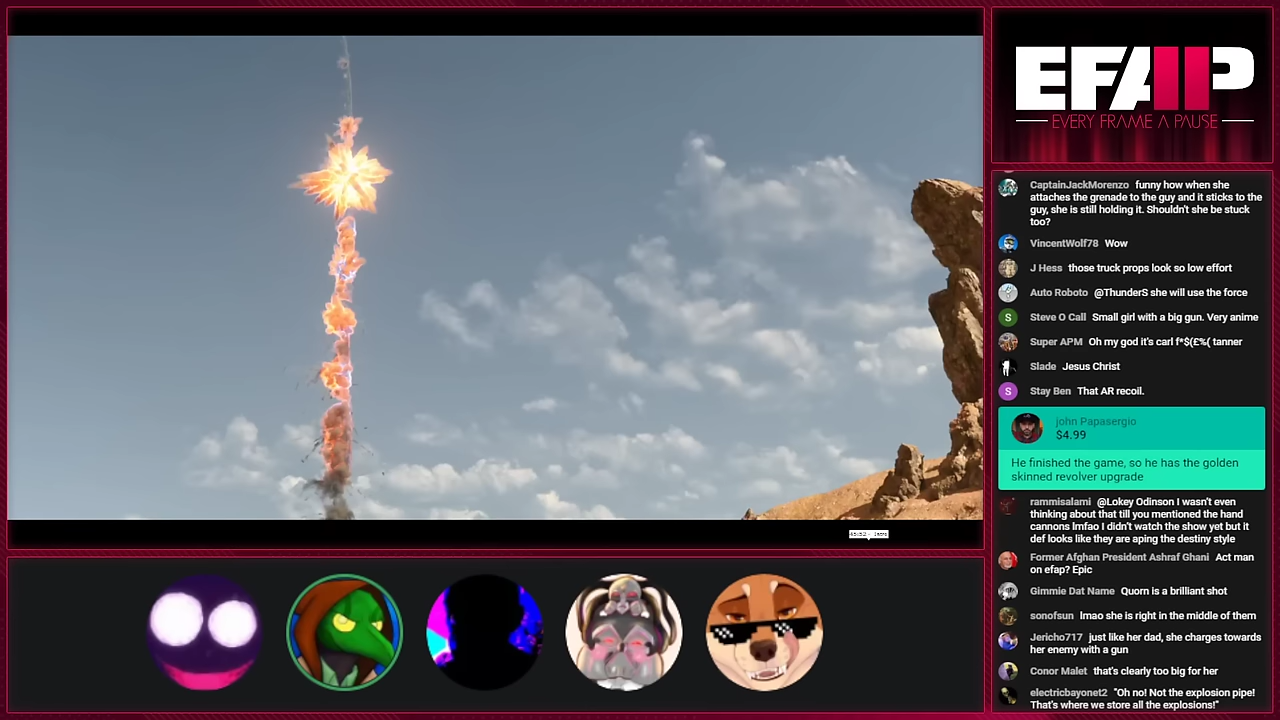 EFAP
EVERY FRAME A PAUSE
CaptainJackMorenzo funny how when she
attaches the grenade to the guy and it sticks to the
guy, she is still holding it. Shouldn't she be stuck
too?
VincentWolf78 Wow
J Hess those truck props look so low effort
Auto Roboto @ThunderS she will use the force
S Steve O Call Small girl with a big gun. Very anime
Super APM Oh my god it's carl f*$(£%( tanner
Slade Jesus Christ
S Stay Ben That AR recoil.
john Papasergio
$4.99
He finished the game, so he has the golden
skinned revolver upgrade
rammisalami @Lokey Odinson I wasn't even
thinking about that till you mentioned the hand
cannons lmfao I didn't watch the show yet but it
def looks like they are aping the destiny style
Former Afghan President Ashraf Ghani Act man
on efap? Epic
Gimmie Dat Name Quorn is a brilliant shot
sonofsun lmao she is right in the middle of them
Jericho717 just like her dad, she charges towards
her enemy with a gun
Conor Malet that's clearly too big for her
electricbayonet2 "Oh no! Not the explosion pipe!
That's where we store all the explosions!"